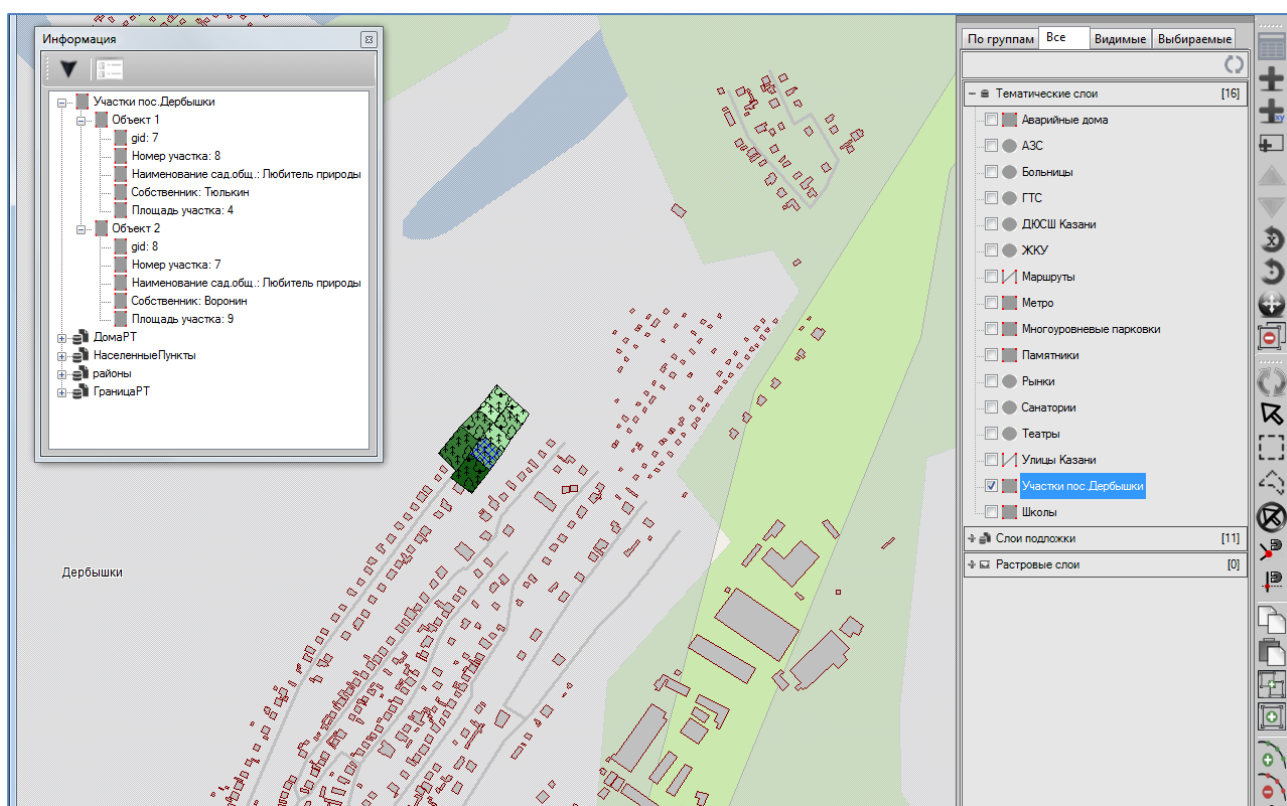 Информация
Участки пос.Дербышки
Объект 1
gid: 7
Номер участка: 8
Наименование сад.общ.: Любитель природы
Собственник: Тюлькин
Площадь участка: 4
Объект 2
gid: 8
Номер участка: 7
Наименование сад.общ.: Любитель природы
Собственник: Воронин
Площадь участка: 9
ДомаРТ
НаселенныеПункты
районы
ГраницаРТ
Дербышки
По группам Все Видимые Выбираемые
Тематические слои [16]
Аварийные дома
АЗС
Больницы
ГТС
ДЮСШ Казани
ЖКУ
Маршруты
Метро
Многоуровневые парковки
Памятники
Рынки
Санатории
Театры
Улицы Казани
Участки пос.Дербышки
Школы
Слои подложки [11]
Растровые слои [0]
xy